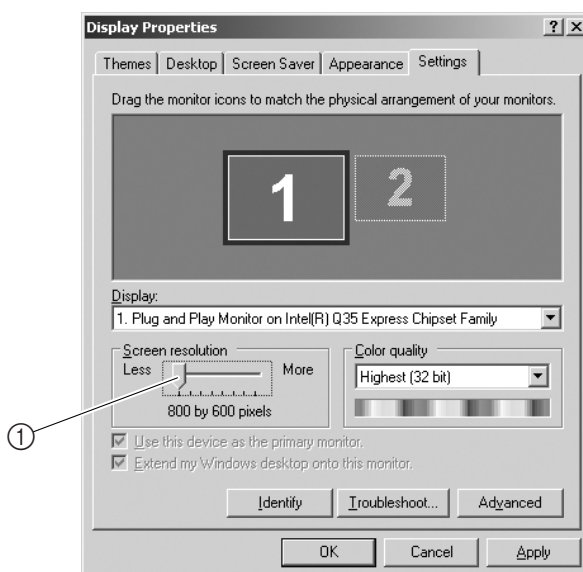 Display Properties ? X
Themes Desktop Screen Saver Appearance Settings
Drag the monitor icons to match the physical arrangement of your monitors.
1 2
Display:
1. Plug and Play Monitor on Intel(R) Q35 Express Chipset Family
Screen resolution Color quality
Less More Highest (32 bit)
800 by 600 pixels
1
Use this device as the primary monitor.
Extend my Windows desktop onto this monitor.
Identify Troubleshoot... Advanced
OK Cancel Apply